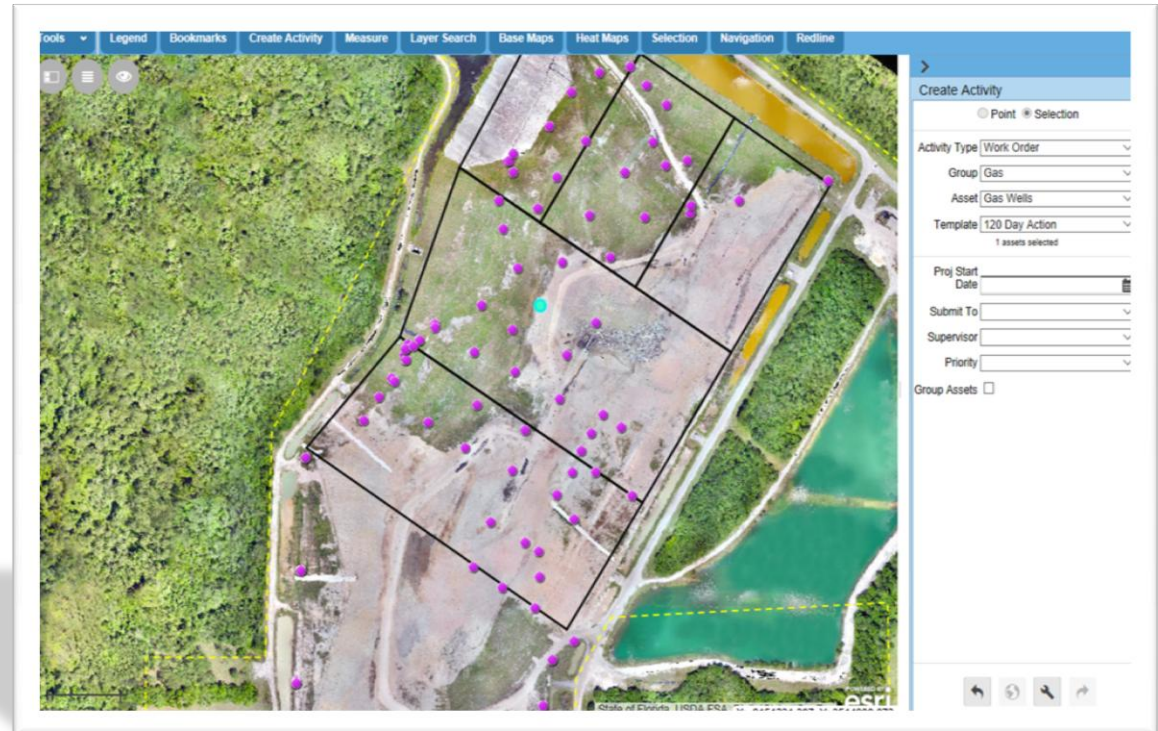 Tools Legend Bookmarks Create Activity Measure Layer Search Base Maps Heat Maps Selection Navigation Redline
Create Activity
Point Selection
Activity Type Work Order
Group Gas
Asset Gas Wells
Template 120 Day Action
1 assets selected
Proj Start
Date
Submit To
Supervisor
Priority
Group Assets
esri
State of Florida, USDA FSA